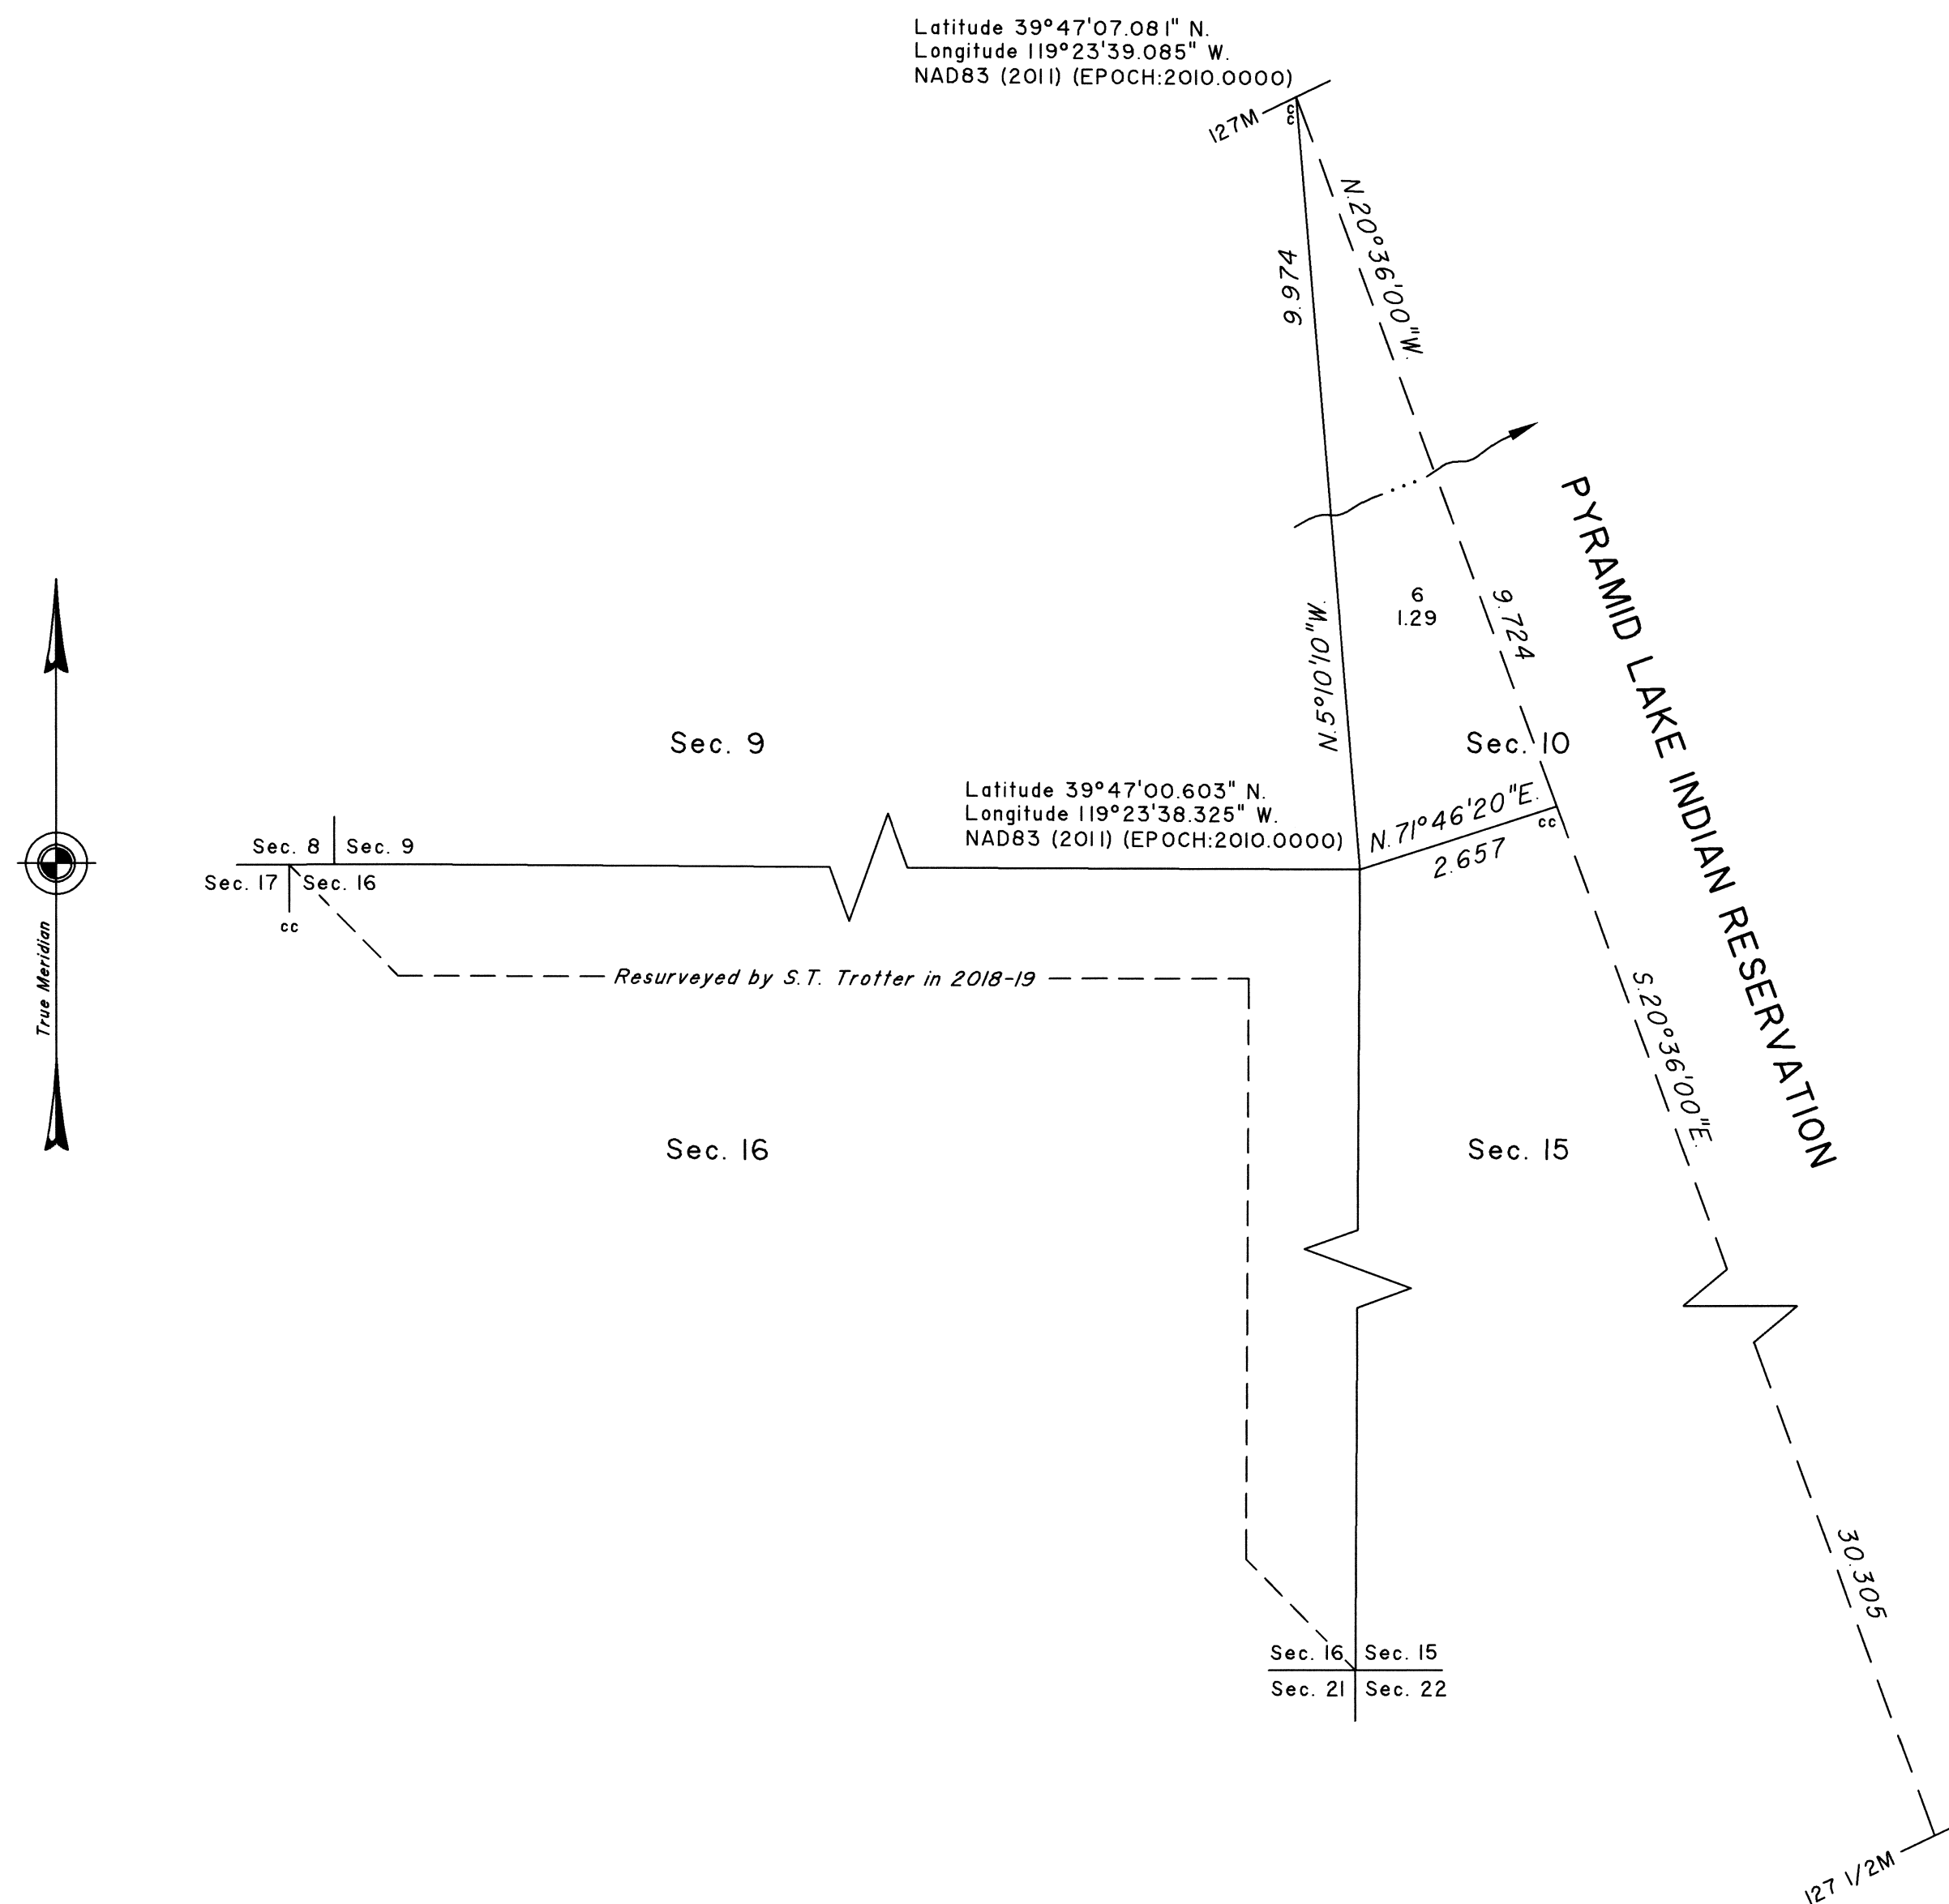 Latitude 39°47'07.081" N.
Longitude 119°23'39.085" W.
NAD83 (2011) (EPOCH:2010.0000)
127M
cc
N.20°36'00"W.
9.974
6
1.29
9.724
PYRAMID LAKE INDIAN RESERVATION
N.5°01'10"W.
Sec. 9
Sec. 10
Latitude 39°47'00.603" N.
Longitude 119°23'38.325" W.
NAD83 (2011) (EPOCH:2010.0000)
N.71°46'20"E.
cc
2.657
Sec. 8
Sec. 9
Sec. 17
Sec. 16
cc
True Meridian
Resurveyed by S.T. Trotter in 2018-19
S.20°36'00"E.
Sec. 16
Sec. 15
30.305
Sec. 16
Sec. 15
Sec. 21
Sec. 22
127 1/2M